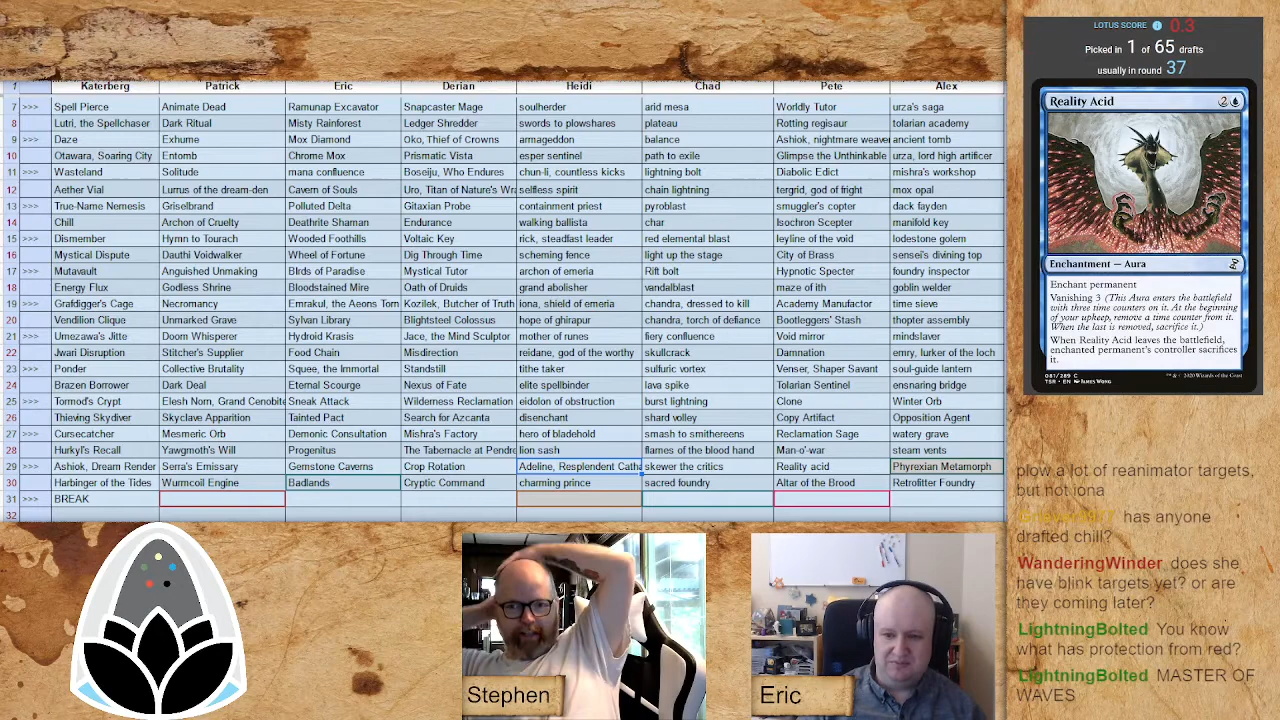 1 Katerberg Patrick Eric Derian Heidi Chad Pete Alex
7 >>> Spell Pierce Animate Dead Ramunap Excavator Snapcaster Mage soulherder arid mesa Worldly Tutor urza's saga
8 >>> Lutri, the Spellchaser Dark Ritual Misty Rainforest Ledger Shredder swords to plowshares plateau Rotting regisaur tolarian academy
9 >>> Daze Exhume Mox Diamond Oko, Thief of Crowns armageddon balance Ashiok, nightmare weaver ancient tomb
10 >>> Otawara, Soaring City Entomb Chrome Mox Prismatic Vista esper sentinel path to exile Glimpse the Unthinkable urza, lord high artificer
11 >>> Wasteland Solitude mana confluence Boseiju, Who Endures chun-li, countless kicks lightning bolt Diabolic Edict mishra's workshop
12 >>> Aether Vial Lurrus of the dream-den Cavern of Souls Uro, Titan of Nature's Wra selfless spirit chain lightning tergrid, god of fright mox opal
13 >>> True-Name Nemesis Griselbrand Polluted Delta Gitaxian Probe containment priest pyroblast smuggler's copter dack fayden
14 Chill Archon of Cruelty Deathrite Shaman Endurance walking ballista char Isochron Scepter manifold key
15 >>> Dismember Hymn to Tourach Wooded Foothills Voltaic Key rick, steadfast leader red elemental blast leyline of the void lodestone golem
16 Mystical Dispute Dauthi Voidwalker Wheel of Fortune Dig Through Time scheming fence light up the stage City of Brass sensei's divining top
17 >>> Mutavault Anguished Unmaking BIrds of Paradise Mystical Tutor archon of emeria Rift bolt Hypnotic Specter foundry inspector
18 Energy Flux Godless Shrine Bloodstained Mire Oath of Druids grand abolisher vandalblast maze of ith goblin welder
19 >>> Grafdigger's Cage Necromancy Emrakul, the Aeons Torn Kozilek, Butcher of Truth iona, shield of emeria chandra, dressed to kill Academy Manufactor time sieve
20 Vendilion Clique Unmarked Grave Sylvan Library Blightsteel Colossus hope of ghirapur chandra, torch of defiance Bootleggers' Stash thopter assembly
21 >>> Umezawa's Jitte Doom Whisperer Hydroid Krasis Jace, the Mind Sculptor mother of runes fiery confluence Void mirror mindslaver
22 Jwari Disruption Stitcher's Supplier Food Chain Misdirection reidane, god of the worthy skullcrack Damnation emry, lurker of the loch
23 >>> Ponder Collective Brutality Squee, the Immortal Standstill tithe taker sulfuric vortex Venser, Shaper Savant soul-guide lantern
24 Brazen Borrower Dark Deal Eternal Scourge Nexus of Fate elite spellbinder lava spike Tolarian Sentinel ensnaring bridge
25 >>> Tormod's Crypt Elesh Norn, Grand Cenobite Sneak Attack Wilderness Reclamation eidolon of obstruction burst lightning Clone Winter Orb
26 Thieving Skydiver Skyclave Apparition Tainted Pact Search for Azcanta disenchant shard volley Copy Artifact Opposition Agent
27 >>> Cursecatcher Mesmeric Orb Demonic Consultation Mishra's Factory hero of bladehold smash to smithereens Reclamation Sage watery grave
28 Hurkyl's Recall Yawgmoth's Will Progenitus The Tabernacle at Pendre lion sash flames of the blood hand Man-o'-war steam vents
29 >>> Ashiok, Dream Render Serra's Emissary Gemstone Caverns Crop Rotation Adeline, Resplendent Catha skewer the critics Reality acid Phyrexian Metamorph
30 Harbinger of the Tides Wurmcoil Engine Badlands Cryptic Command charming prince sacred foundry Altar of the Brood Retrofitter Foundry
31 >>> BREAK
32
LOTUS SCORE 0.3
Picked in 1 of 65 drafts
usually in round 37
Reality Acid 2
Enchantment — Aura
Enchant permanent
Vanishing 3 (This Aura enters the battlefield
with three time counters on it. At the beginning
of your upkeep, remove a time counter from it.
When the last is removed, sacrifice it.)
When Reality Acid leaves the battlefield,
enchanted permanent's controller sacrifices
it.
081/289 C
TSR • EN James Wong
™ & © 2020 Wizards of the Coast
plow a lot of reanimator targets,
but not iona
has anyone
drafted chill?
WanderingWinder does she
have blink targets yet? or are
they coming later?
LightningBolted You know
what has protection from red?
LightningBolted MASTER OF
WAVES
Stephen
Eric